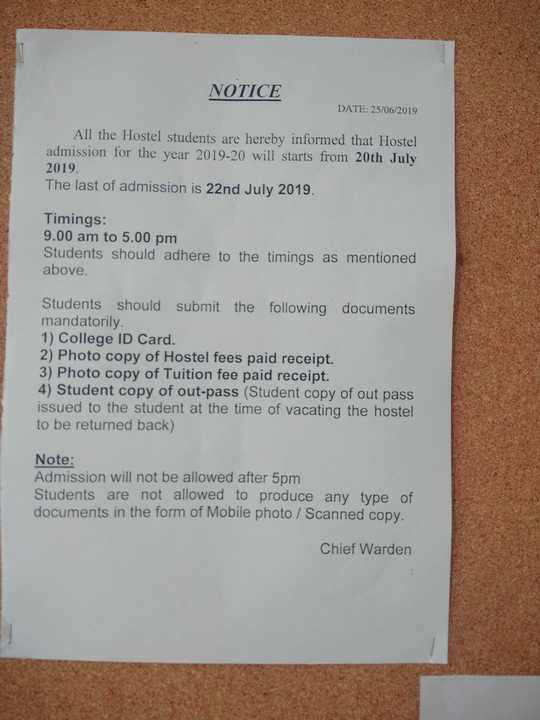 NOTICE
DATE: 25/06/2019
All the Hostel students are hereby informed that Hostel
admission for the year 2019-20 will starts from 20th July
2019.
The last of admission is 22nd July 2019.
Timings:
9.00 am to 5.00 pm
Students should adhere to the timings as mentioned
above.
Students should submit the following documents
mandatorily.
1) College ID Card.
2) Photo copy of Hostel fees paid receipt.
3) Photo copy of Tuition fee paid receipt.
4) Student copy of out-pass (Student copy of out pass
issued to the student at the time of vacating the hostel
to be returned back)
Note:
Admission will not be allowed after 5pm
Students are not allowed to produce any type of
documents in the form of Mobile photo / Scanned copy.
Chief Warden